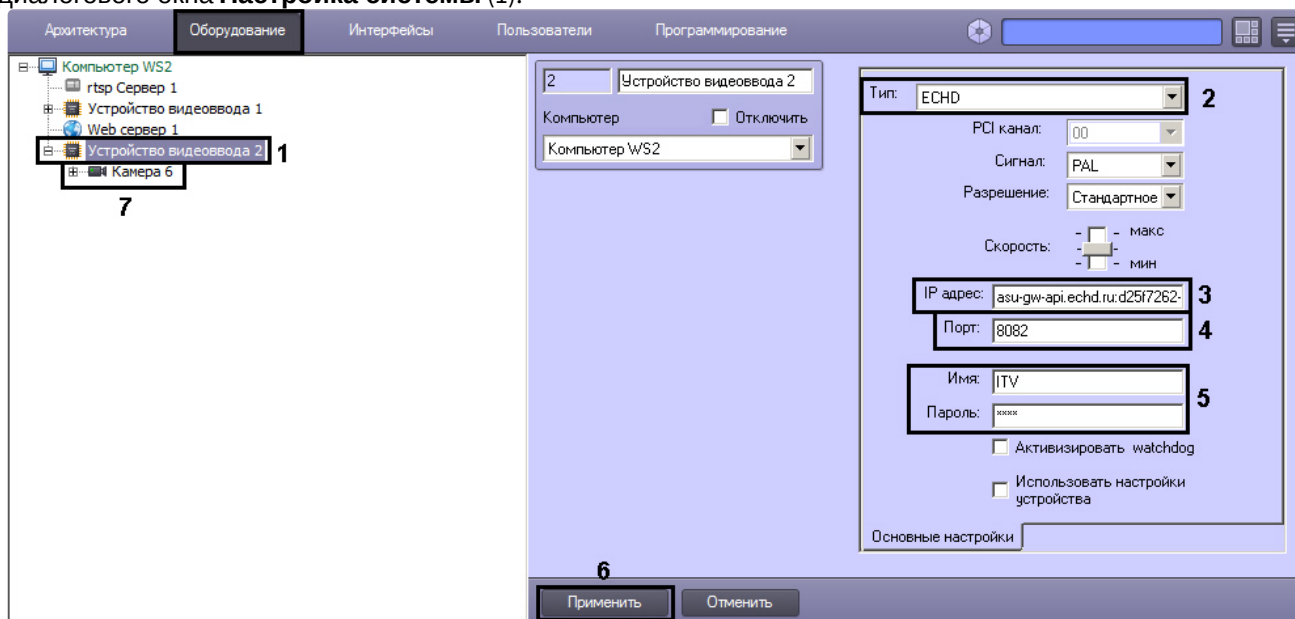 диалогового окна Настройка системы (1).
Архитектура Оборудование Интерфейсы Пользователи Программирование
Компьютер WS2
rtsp Сервер 1
Устройство видеоввода 1
Web сервер 1
Устройство видеоввода 2 1
Камера 6
7
2 Устройство видеоввода 2
Компьютер Отключить
Компьютер WS2
Тип: ECHD 2
PCI канал: 00
Сигнал: PAL
Разрешение: Стандартное
Скорость: макс
мин
IP адрес: asu-gw-api.echd.ru:d25f7262- 3
Порт: 8082 4
Имя: ITV
Пароль: xxxx 5
Активизировать watchdog
Использовать настройки
устройства
Основные настройки
6
Применить Отменить